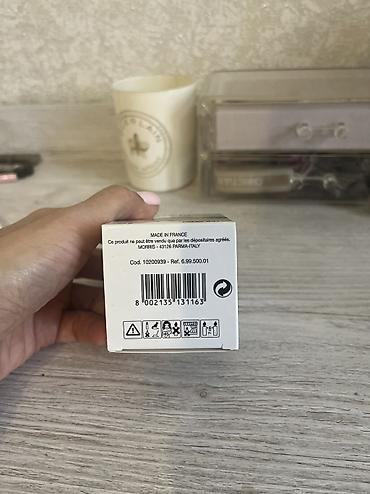 MADE IN FRANCE
Ce produit ne peut être vendu que par les dépositaires agréés.
MORRIS - 43126 PARMA-ITALY
Cod. 10200939 - Ref. 6.99.500.01
8 002135 131163